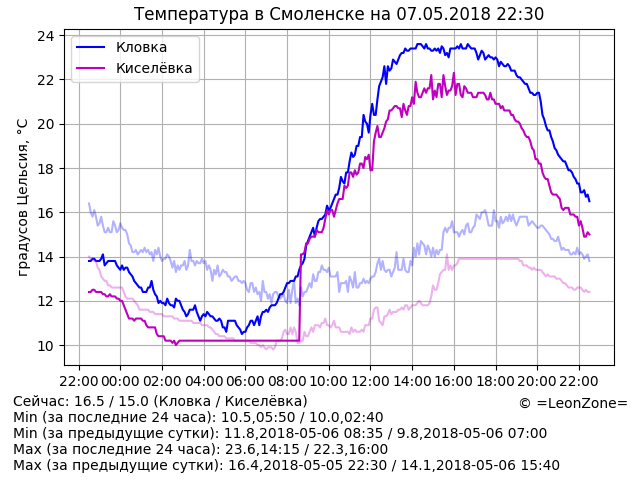 Температура в Смоленске на 07.05.2018 22:30
Кловка
Киселёвка
градусов Цельсия, °C
24
22
20
18
16
14
12
10
22:00 00:00 02:00 04:00 06:00 08:00 10:00 12:00 14:00 16:00 18:00 20:00 22:00
Сейчас: 16.5 / 15.0 (Кловка / Киселёвка)
© =LeonZone=
Min (за последние 24 часа): 10.5,05:50 / 10.0,02:40
Min (за предыдущие сутки): 11.8,2018-05-06 08:35 / 9.8,2018-05-06 07:00
Max (за последние 24 часа): 23.6,14:15 / 22.3,16:00
Max (за предыдущие сутки): 16.4,2018-05-05 22:30 / 14.1,2018-05-06 15:40